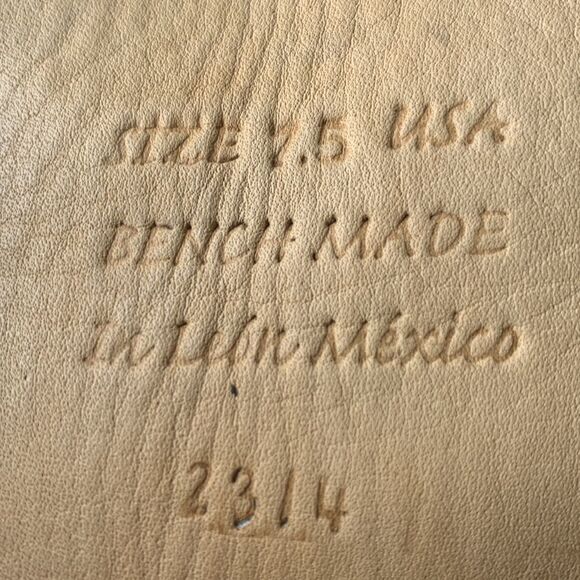 SIZE 7.5 USA
BENCH MADE
In León México
2314